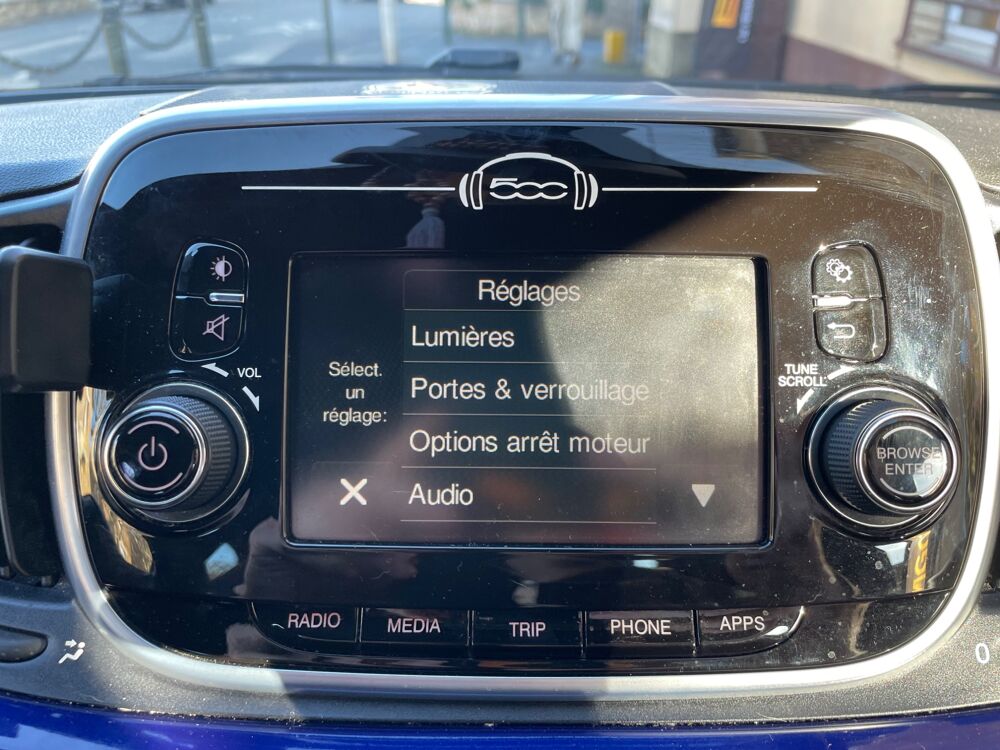 500
Réglages
Lumières
Sélect.
un
réglage:
Portes & verrouillage
Options arrêt moteur
Audio
VOL
TUNE
SCROLL
BROWSE
ENTER
RADIO
MEDIA
TRIP
PHONE
APPS
0